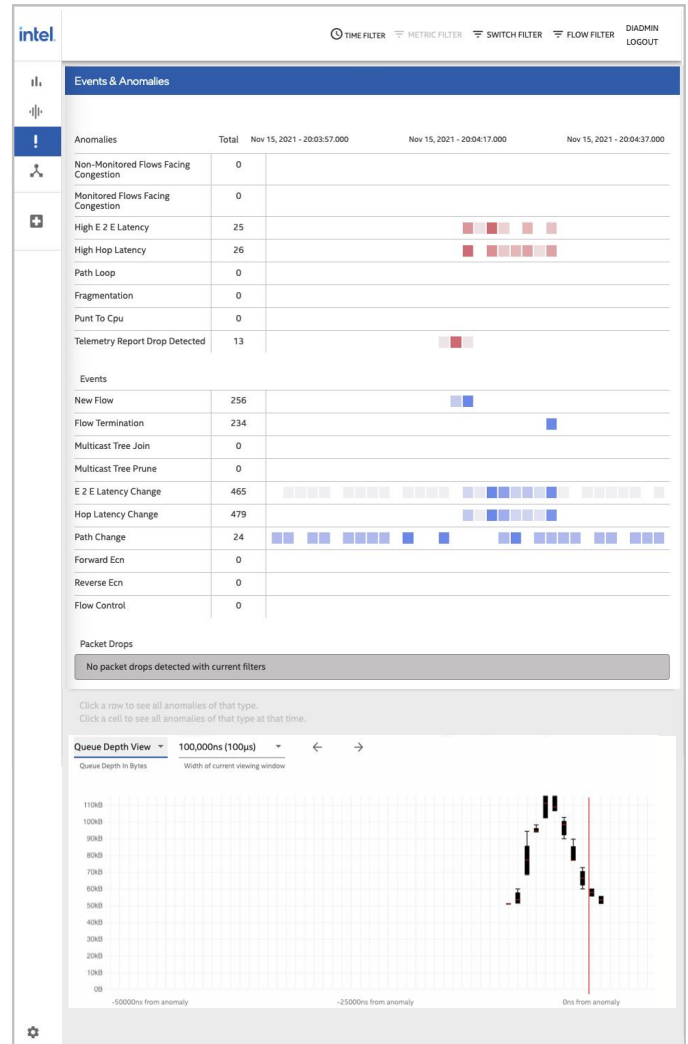 intel.
TIME FILTER METRIC FILTER SWITCH FILTER FLOW FILTER DIADMIN
LOGOUT
Events & Anomalies
Anomalies Total Nov 15, 2021 - 20:03:57.000 Nov 15, 2021 - 20:04:17.000 Nov 15, 2021 - 20:04:37.000
Non-Monitored Flows Facing 0
Congestion
Monitored Flows Facing 0
Congestion
High E 2 E Latency 25
High Hop Latency 26
Path Loop 0
Fragmentation 0
Punt To Cpu 0
Telemetry Report Drop Detected 13
Events
New Flow 256
Flow Termination 234
Multicast Tree Join 0
Multicast Tree Prune 0
E 2 E Latency Change 465
Hop Latency Change 479
Path Change 24
Forward Ecn 0
Reverse Ecn 0
Flow Control 0
Packet Drops
No packet drops detected with current filters
Click a row to see all anomalies of that type.
Click a cell to see all anomalies of that type at that time.
Queue Depth View 100,000ns (100μs)
Queue Depth In Bytes Width of current viewing window
110kB
100kB
90kB
80kB
70kB
60kB
50kB
40kB
30kB
20kB
10kB
0B
-50000ns from anomaly -25000ns from anomaly 0ns from anomaly